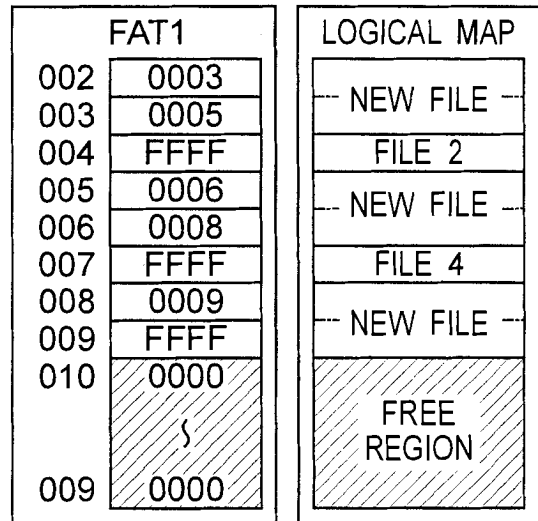 FAT1
002 0003
003 0005
004 FFFF
005 0006
006 0008
007 FFFF
008 0009
009 FFFF
010 0000
009 0000
LOGICAL MAP
NEW FILE
FILE 2
NEW FILE
FILE 4
NEW FILE
FREE
REGION